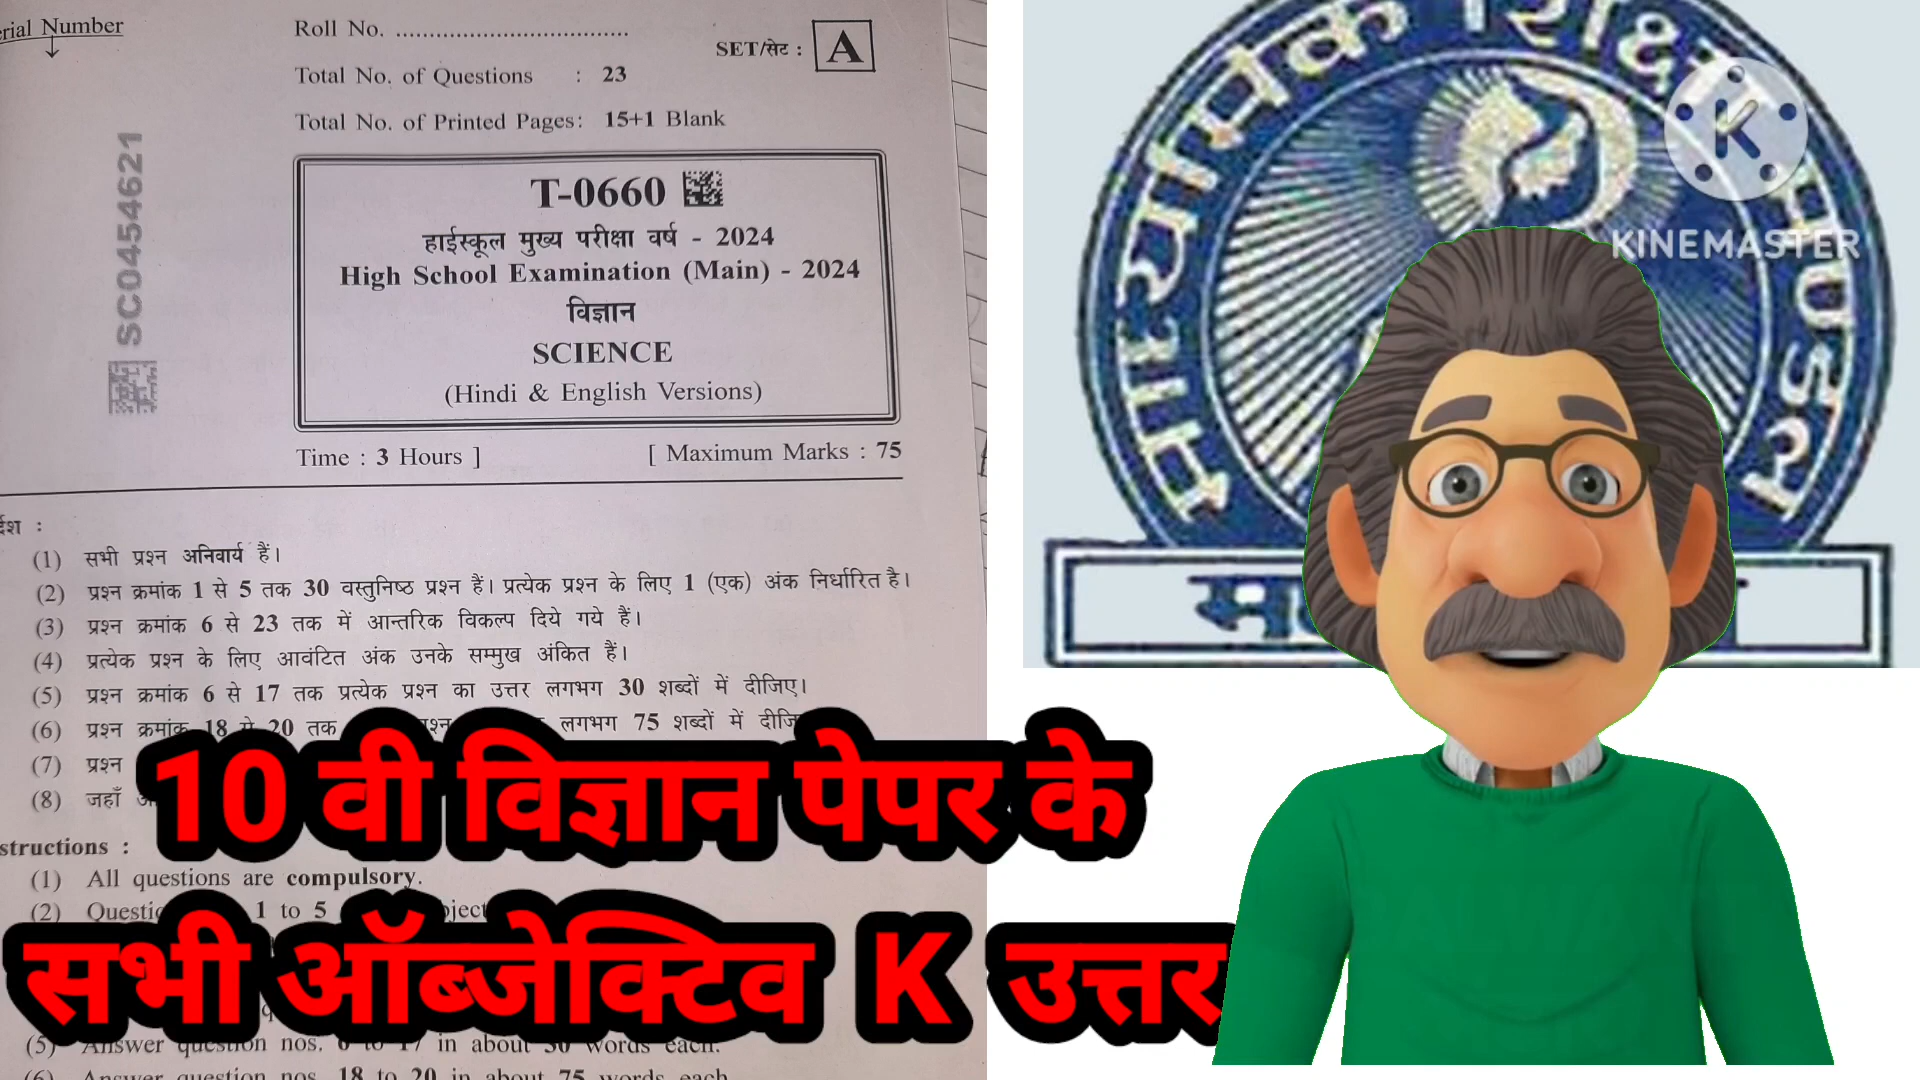 Number
Roll No. ...................................
SET/सेट : A
Total No. of Questions : 23
Total No. of Printed Pages: 15+1 Blank
SC0454621
T-0660
हाईस्कूल मुख्य परीक्षा वर्ष - 2024
High School Examination (Main) - 2024
विज्ञान
SCIENCE
(Hindi & English Versions)
Time : 3 Hours ]
[ Maximum Marks : 75
(1) सभी प्रश्न अनिवार्य हैं।
(2) प्रश्न क्रमांक 1 से 5 तक 30 वस्तुनिष्ठ प्रश्न हैं। प्रत्येक प्रश्न के लिए 1 (एक) अंक निर्धारित है।
(3) प्रश्न क्रमांक 6 से 23 तक में आन्तरिक विकल्प दिये गये हैं।
(4) प्रत्येक प्रश्न के लिए आवंटित अंक उनके सम्मुख अंकित हैं।
(5) प्रश्न क्रमांक 6 से 17 तक प्रत्येक प्रश्न का उत्तर लगभग 30 शब्दों में दीजिए।
(6) प्रश्न क्रमांक 18 से 20 तक लगभग 75 शब्दों में
(7) प्रश्न
(8) जहाँ
10 वी विज्ञान पेपर के
(1) All questions are compulsory.
(2) 1 to 5
सभी ऑब्जेक्टिव K उत्तर
(5) Answer question nos. 6 to 17 in about 30 words each.
(6) Answer question nos. 18 to 20 in about 75 words each
माध्यमिक शिक्षा मण्डल
K
KINEMASTER